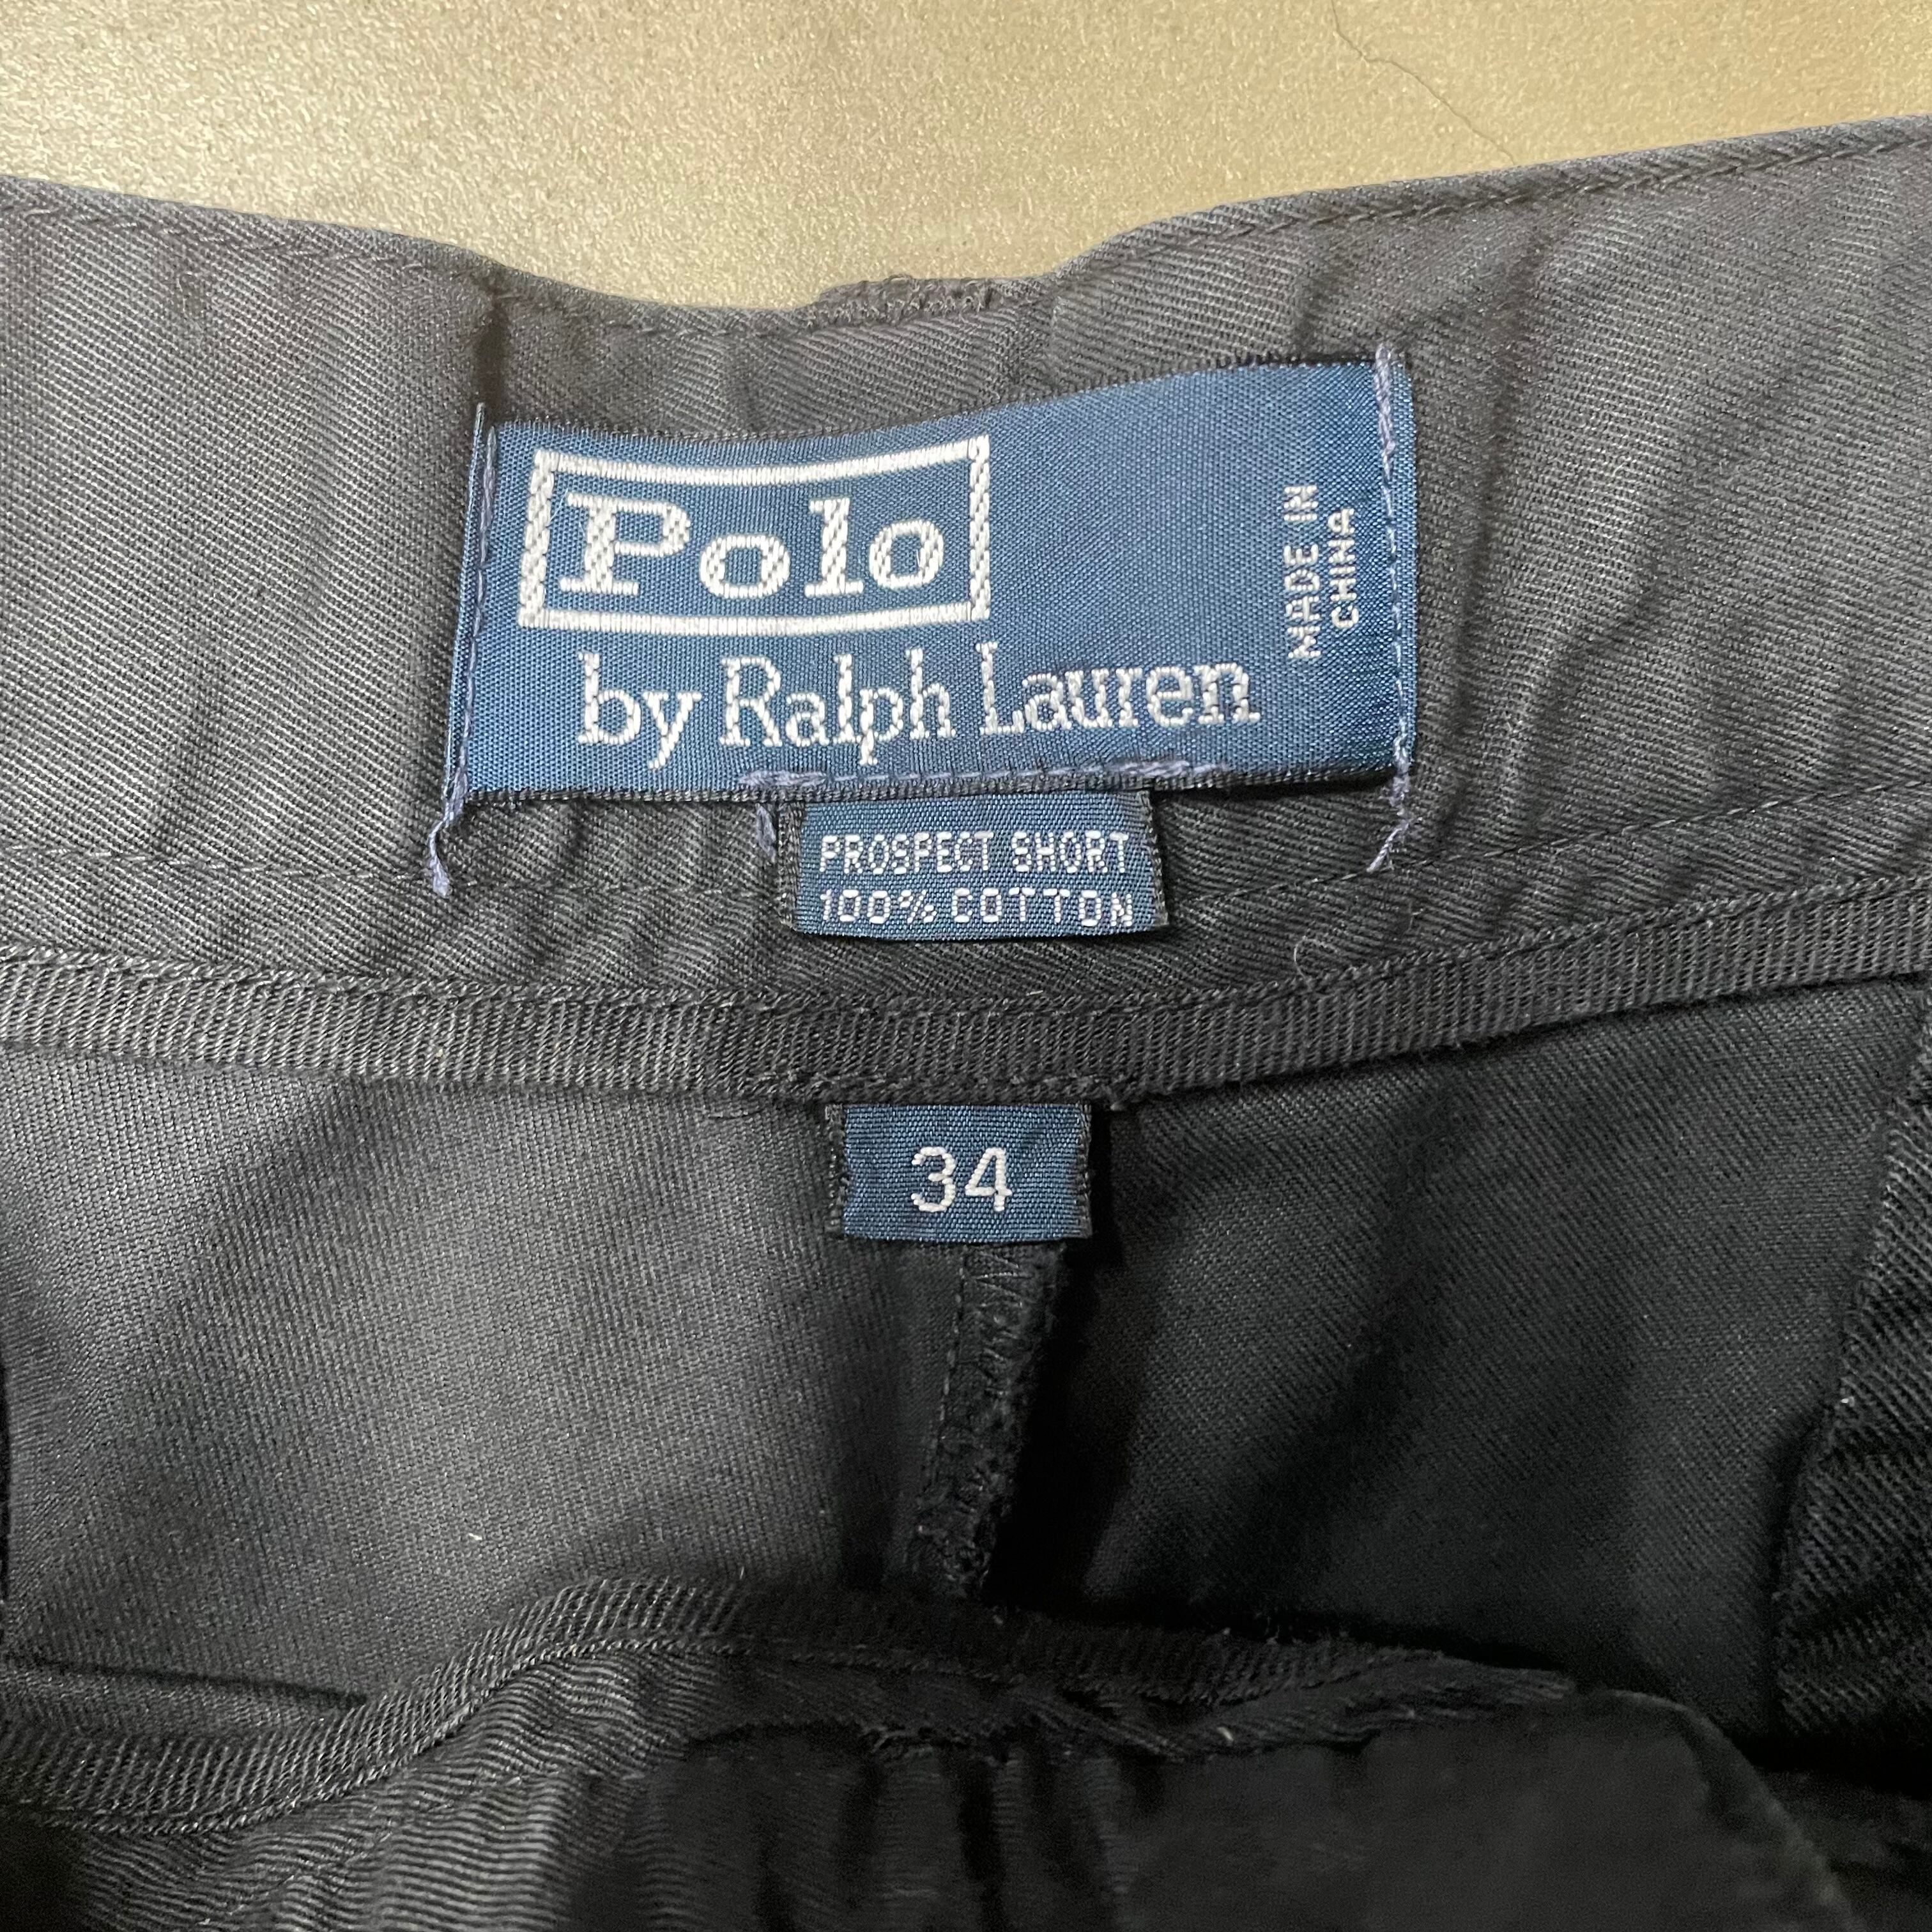 Polo
by Ralph Lauren
MADE IN
CHINA
PROSPECT SHORT
100% COTTON
34